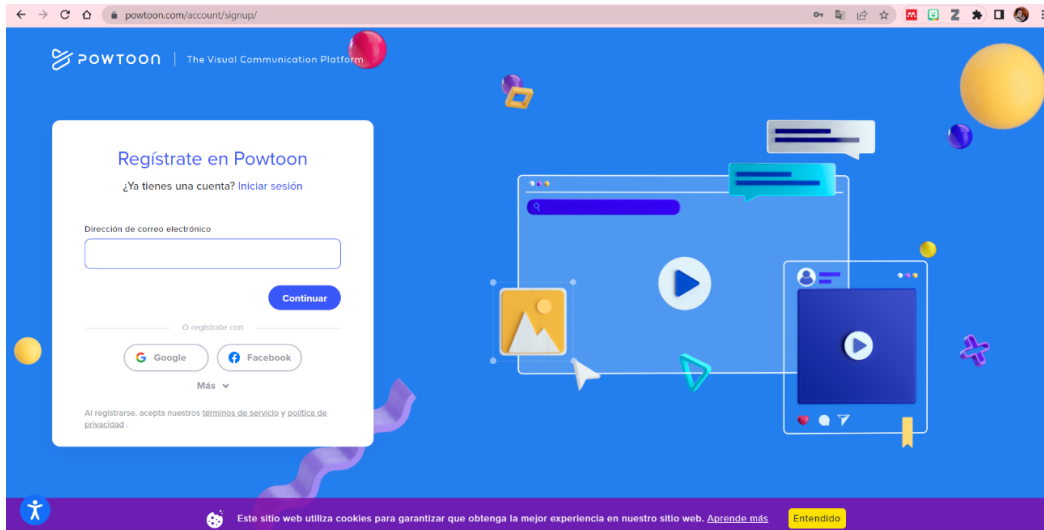 powtoon.com/account/signup/
POWTOON | The Visual Communication Platform
Regístrate en Powtoon
¿Ya tienes una cuenta? Iniciar sesión
Dirección de correo electrónico
Continuar
O regístrate con
Google
Facebook
Más
Al registrarse, acepta nuestros términos de servicio y política de
privacidad .
Este sitio web utiliza cookies para garantizar que obtenga la mejor experiencia en nuestro sitio web. Aprende más
Entendido